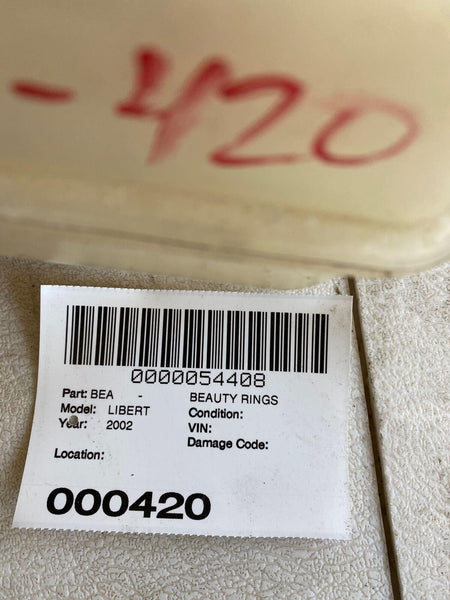 -420
0000054408
Part: BEA - BEAUTY RINGS
Model: LIBERT Condition:
Year: 2002 VIN:
Damage Code:
Location:
000420